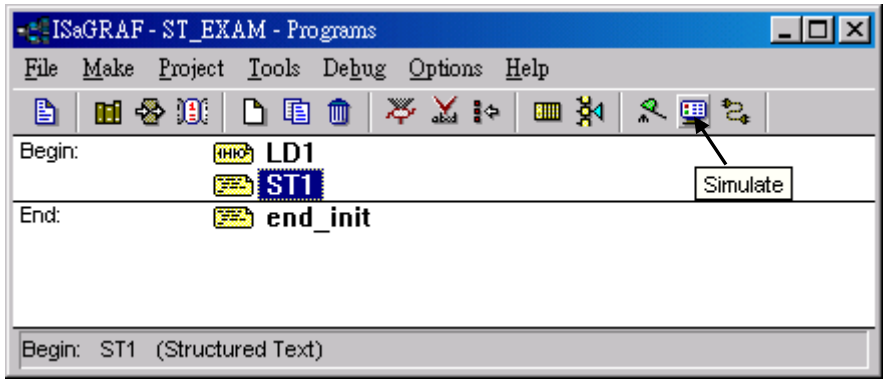 ISaGRAF - ST_EXAM - Programs
File Make Project Tools Debug Options Help
Begin: LD1
ST1
Simulate
End: end_init
Begin: ST1 (Structured Text)